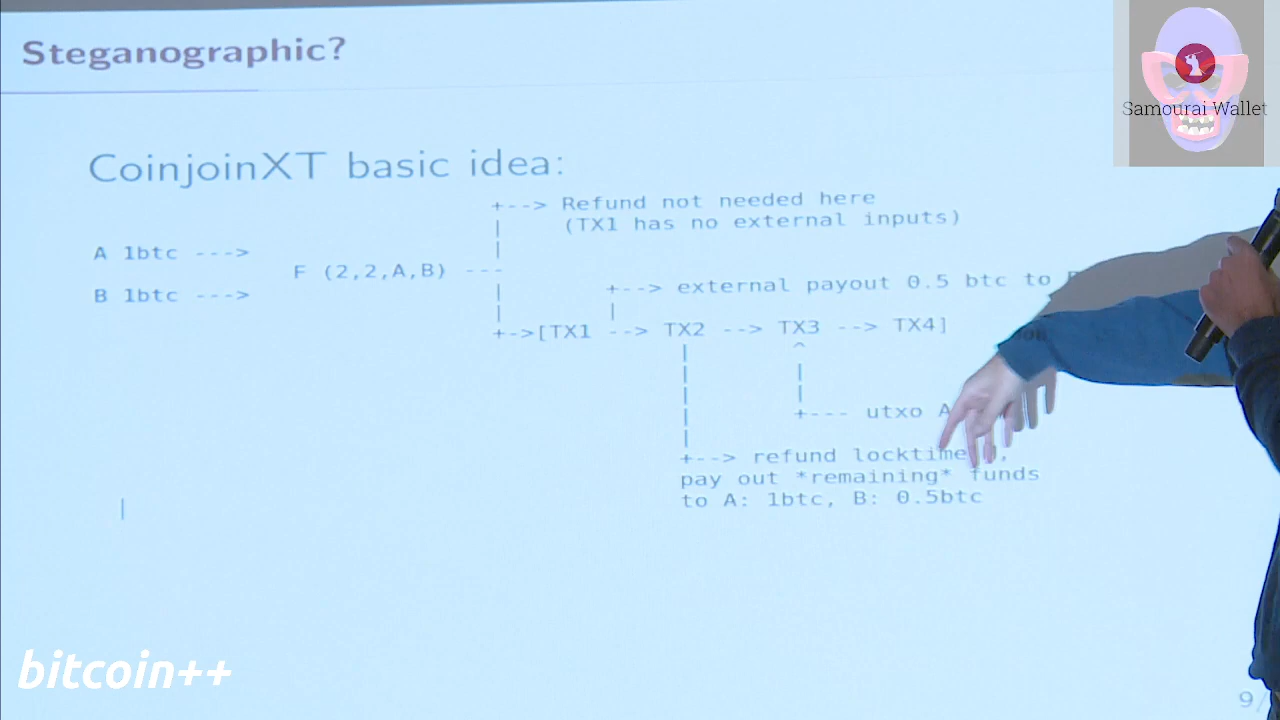 Steganographic?
Samourai Wallet
CoinjoinXT basic idea:
+--> Refund not needed here
| (TX1 has no external inputs)
A 1btc ---> |
F (2,2,A,B) ---
B 1btc ---> | +--> external payout 0.5 btc to
| |
+->[TX1 --> TX2 --> TX3 --> TX4]
| ^
| |
| |
| +--- utxo A
|
+--> refund locktime
pay out *remaining* funds
to A: 1btc, B: 0.5btc
|
bitcoin++
9/